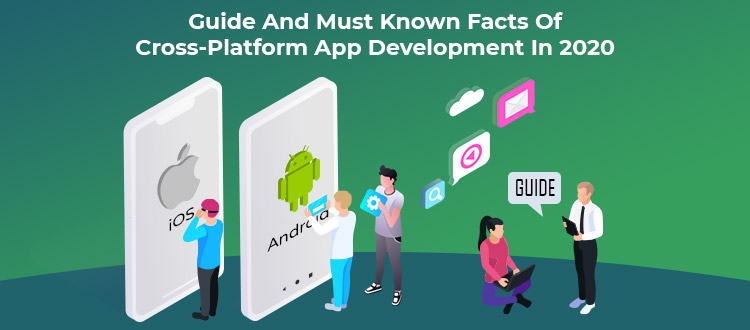 Guide And Must Known Facts Of
Cross-Platform App Development In 2020
iOS
Android
GUIDE